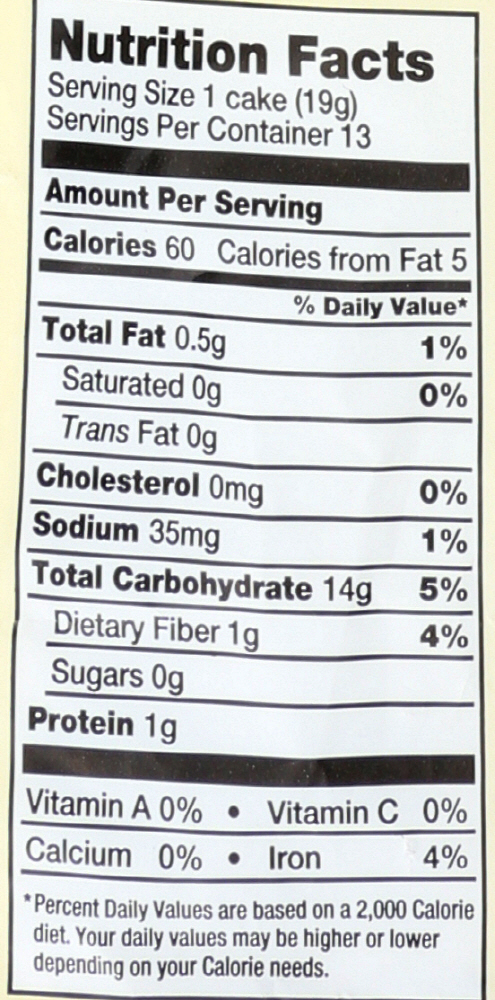 Nutrition Facts
Serving Size 1 cake (19g)
Servings Per Container 13
Amount Per Serving
Calories 60 Calories from Fat 5
% Daily Value*
Total Fat 0.5g 1%
Saturated 0g 0%
Trans Fat 0g
Cholesterol 0mg 0%
Sodium 35mg 1%
Total Carbohydrate 14g 5%
Dietary Fiber 1g 4%
Sugars 0g
Protein 1g
Vitamin A 0% • Vitamin C 0%
Calcium 0% • Iron 4%
*Percent Daily Values are based on a 2,000 Calorie
diet. Your daily values may be higher or lower
depending on your Calorie needs.